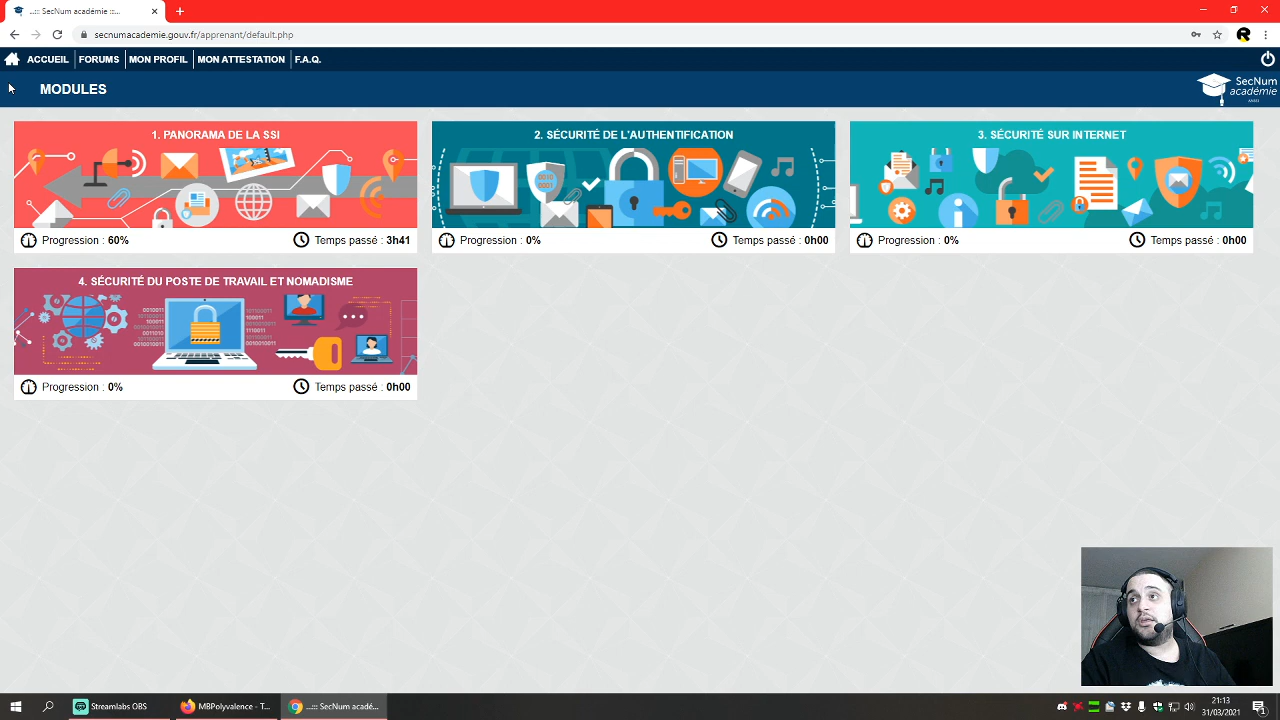 ..:: SecNum académie ::...
secnumacademie.gouv.fr/apprenant/default.php
ACCUEIL FORUMS MON PROFIL MON ATTESTATION F.A.Q.
MODULES
SecNum
académie
1. PANORAMA DE LA SSI
2. SÉCURITÉ DE L'AUTHENTIFICATION
3. SÉCURITÉ SUR INTERNET
Progression : 60% Temps passé : 3h41
Progression : 0% Temps passé : 0h00
Progression : 0% Temps passé : 0h00
4. SÉCURITÉ DU POSTE DE TRAVAIL ET NOMADISME
Progression : 0% Temps passé : 0h00
Streamlabs OBS
MBPolyvalence - T...
..:: SecNum acadé...
21:13
31/03/2021